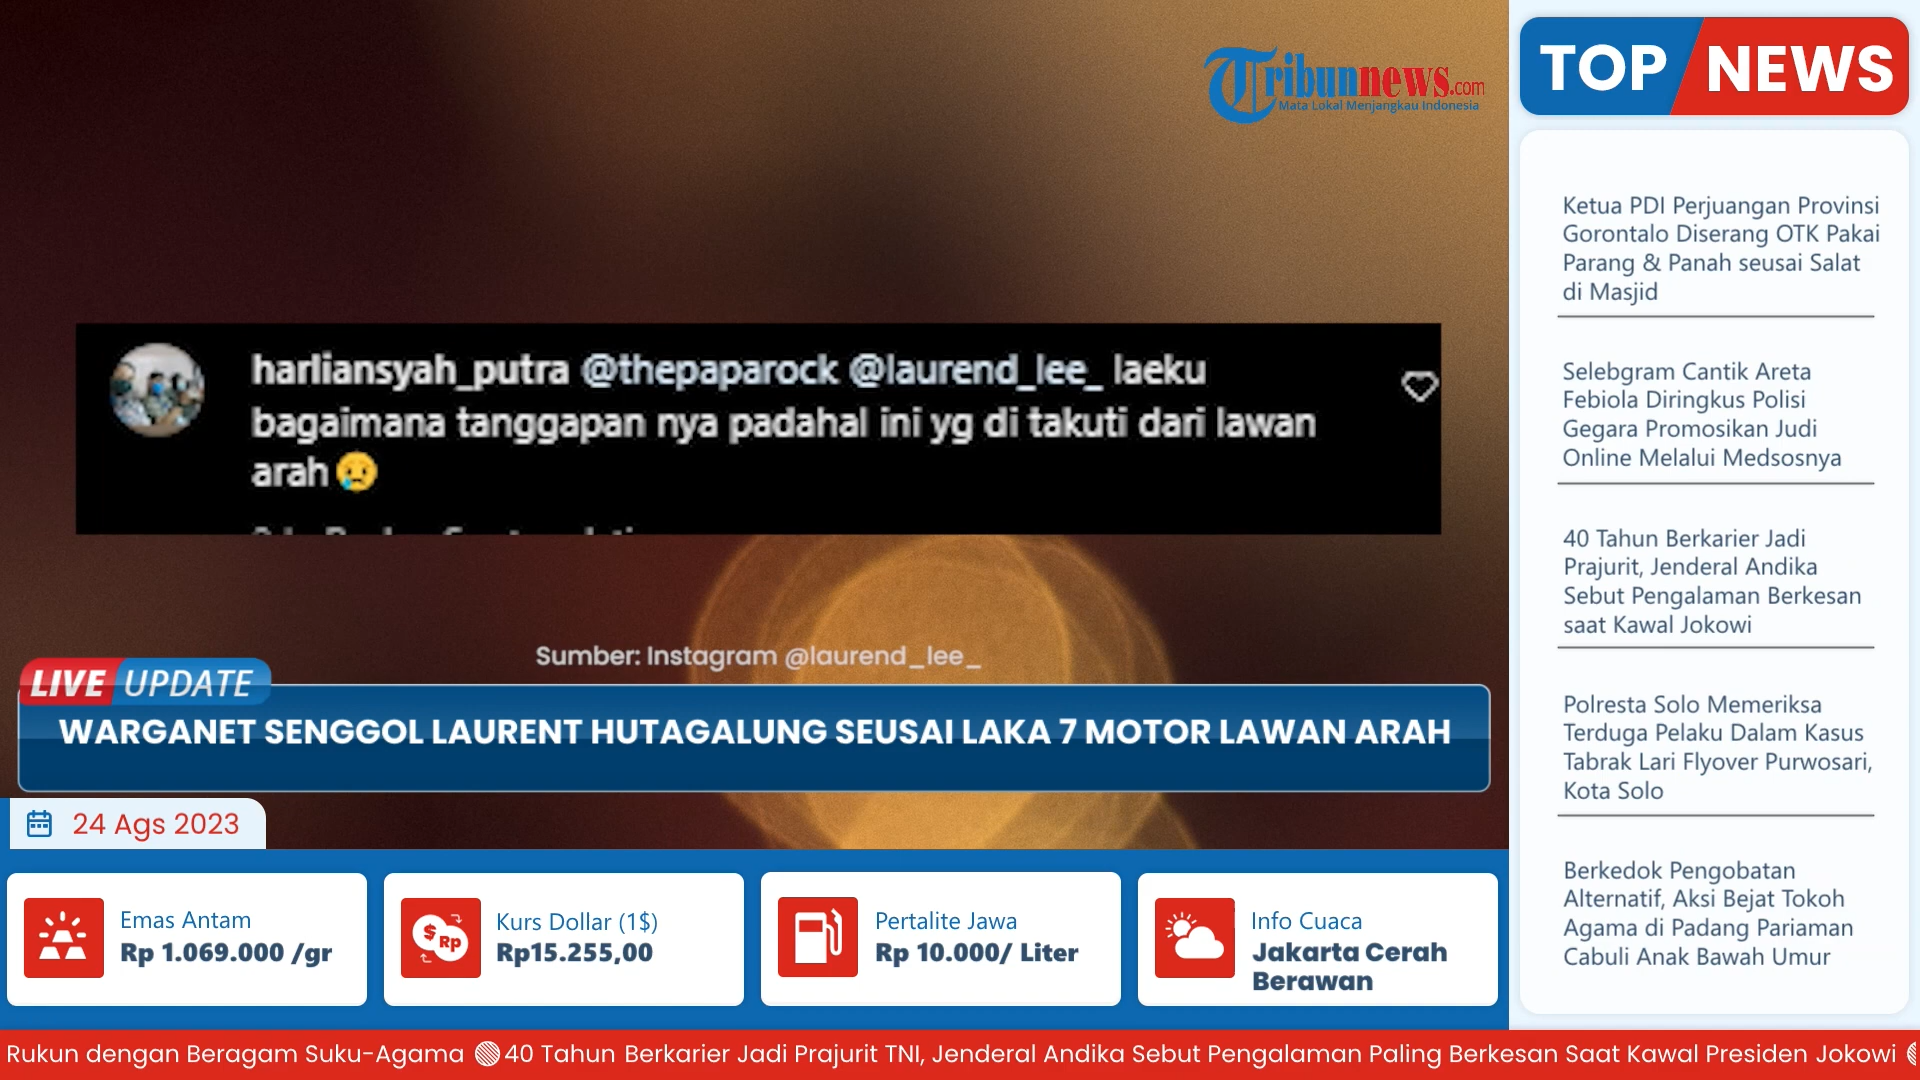 Tribunnews.com
Mata Lokal Menjangkau Indonesia
harliansyah_putra @thepaparock @laurend_lee_ laeku
bagaimana tanggapan nya padahal ini yg di takuti dari lawan
arah😢
Sumber: Instagram @laurend_lee_
LIVE UPDATE
WARGANET SENGGOL LAURENT HUTAGALUNG SEUSAI LAKA 7 MOTOR LAWAN ARAH
24 Ags 2023
Emas Antam
Rp 1.069.000 /gr
Kurs Dollar (1$)
Rp15.255,00
Pertalite Jawa
Rp 10.000/ Liter
Info Cuaca
Jakarta Cerah
Berawan
TOP NEWS
Ketua PDI Perjuangan Provinsi
Gorontalo Diserang OTK Pakai
Parang & Panah seusai Salat
di Masjid
Selebgram Cantik Areta
Febiola Diringkus Polisi
Gegara Promosikan Judi
Online Melalui Medsosnya
40 Tahun Berkarier Jadi
Prajurit, Jenderal Andika
Sebut Pengalaman Berkesan
saat Kawal Jokowi
Polresta Solo Memeriksa
Terduga Pelaku Dalam Kasus
Tabrak Lari Flyover Purwosari,
Kota Solo
Berkedok Pengobatan
Alternatif, Aksi Bejat Tokoh
Agama di Padang Pariaman
Cabuli Anak Bawah Umur
Rukun dengan Beragam Suku-Agama 40 Tahun Berkarier Jadi Prajurit TNI, Jenderal Andika Sebut Pengalaman Paling Berkesan Saat Kawal Presiden Jokowi